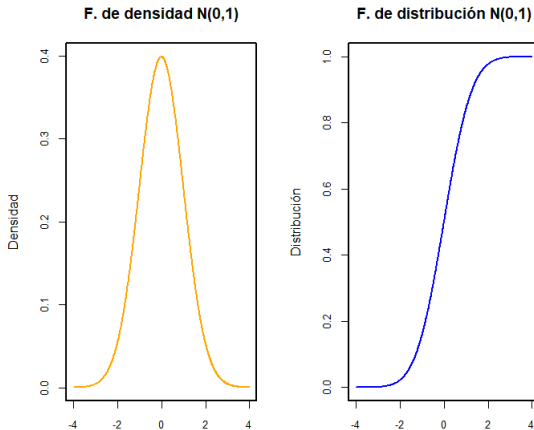 F. de densidad N(0,1)
Densidad
0.4
0.3
0.2
0.1
0.0
-4 -2 0 2 4
F. de distribución N(0,1)
Distribución
1.0
0.8
0.6
0.4
0.2
0.0
-4 -2 0 2 4